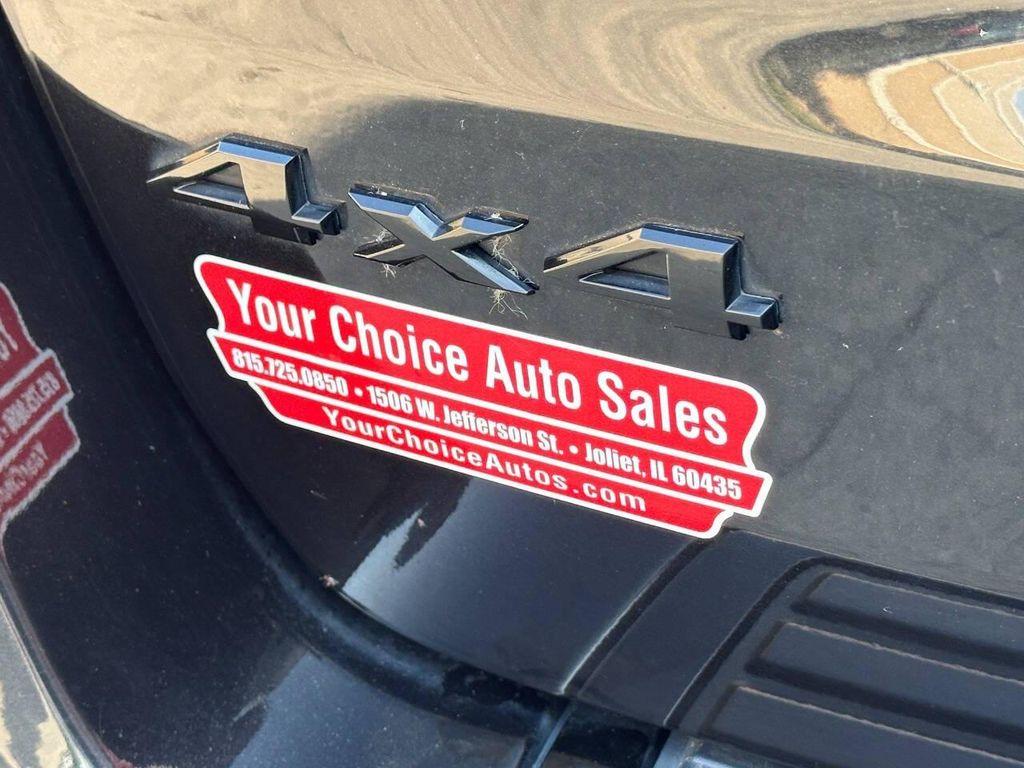 4X4
Your Choice Auto Sales
815.725.0850 • 1506 W. Jefferson St. • Joliet, IL 60435
YourChoiceAutos.com